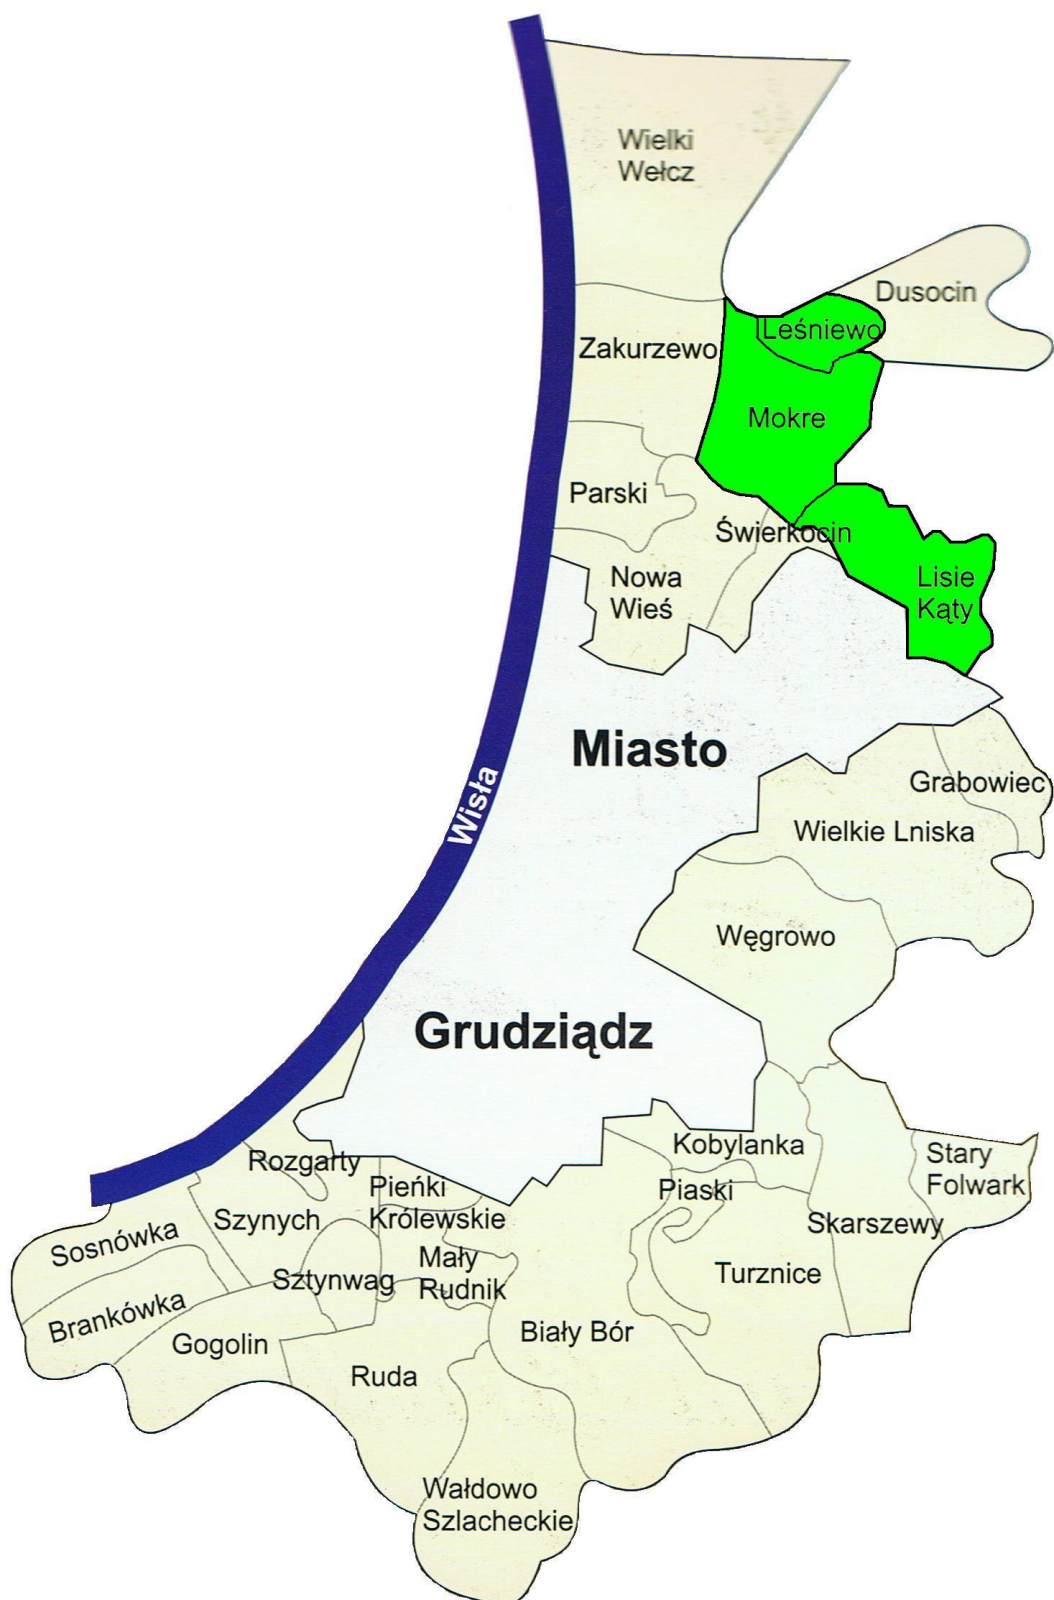 Wielki
Wełcz
Dusocin
Leśniewo
Zakurzewo
Mokre
Parski
Świerkocin
Nowa
Wieś
Lisie
Kąty
Miasto
Wisła
Grabowiec
Wielkie Lniska
Węgrowo
Grudziądz
Kobylanka
Stary
Folwark
Rozgarty
Pieńki
Królewskie
Piaski
Szynych
Skarszewy
Sosnówka
Mały
Rudnik
Sztynwag
Turznice
Brankówka
Gogolin
Biały Bór
Ruda
Wałdowo
Szlacheckie